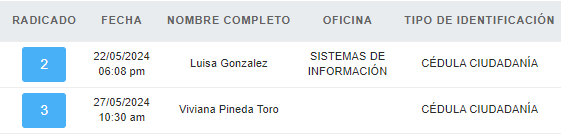 RADICADO FECHA NOMBRE COMPLETO OFICINA TIPO DE IDENTIFICACIÓN
2 22/05/2024 06:08 pm Luisa Gonzalez SISTEMAS DE INFORMACIÓN CÉDULA CIUDADANÍA
3 27/05/2024 10:30 am Viviana Pineda Toro CÉDULA CIUDADANÍA